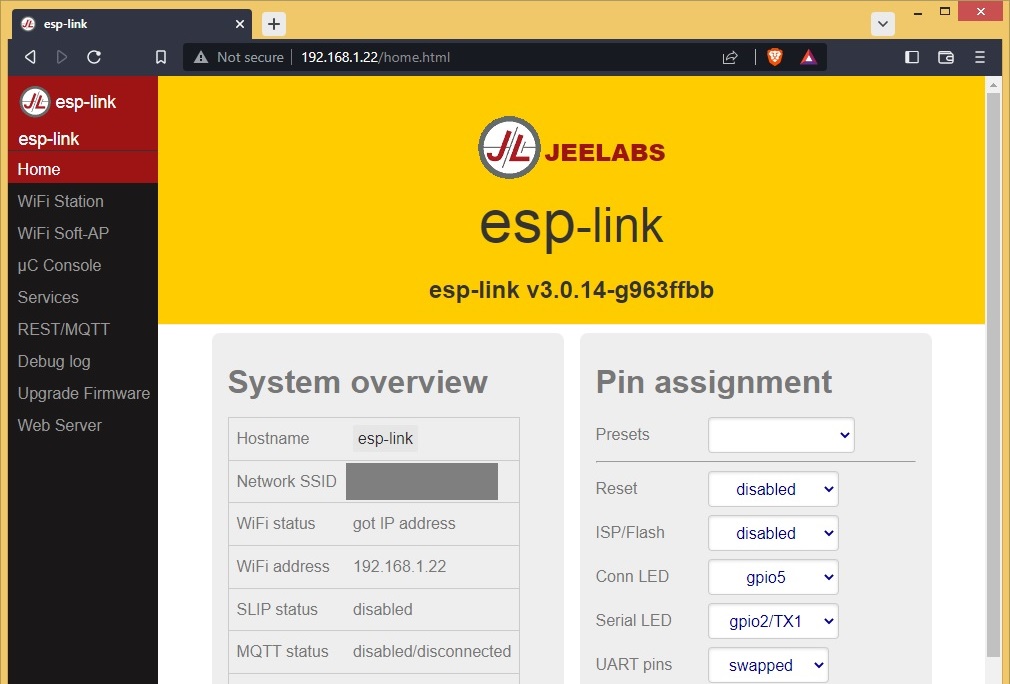 JL esp-link
Not secure 192.168.1.22/home.html
JL esp-link
esp-link
Home
WiFi Station
WiFi Soft-AP
µC Console
Services
REST/MQTT
Debug log
Upgrade Firmware
Web Server
JL JEELABS
esp-link
esp-link v3.0.14-g963ffbb
System overview
Hostname esp-link
Network SSID
WiFi status got IP address
WiFi address 192.168.1.22
SLIP status disabled
MQTT status disabled/disconnected
Pin assignment
Presets
Reset disabled
ISP/Flash disabled
Conn LED gpio5
Serial LED gpio2/TX1
UART pins swapped